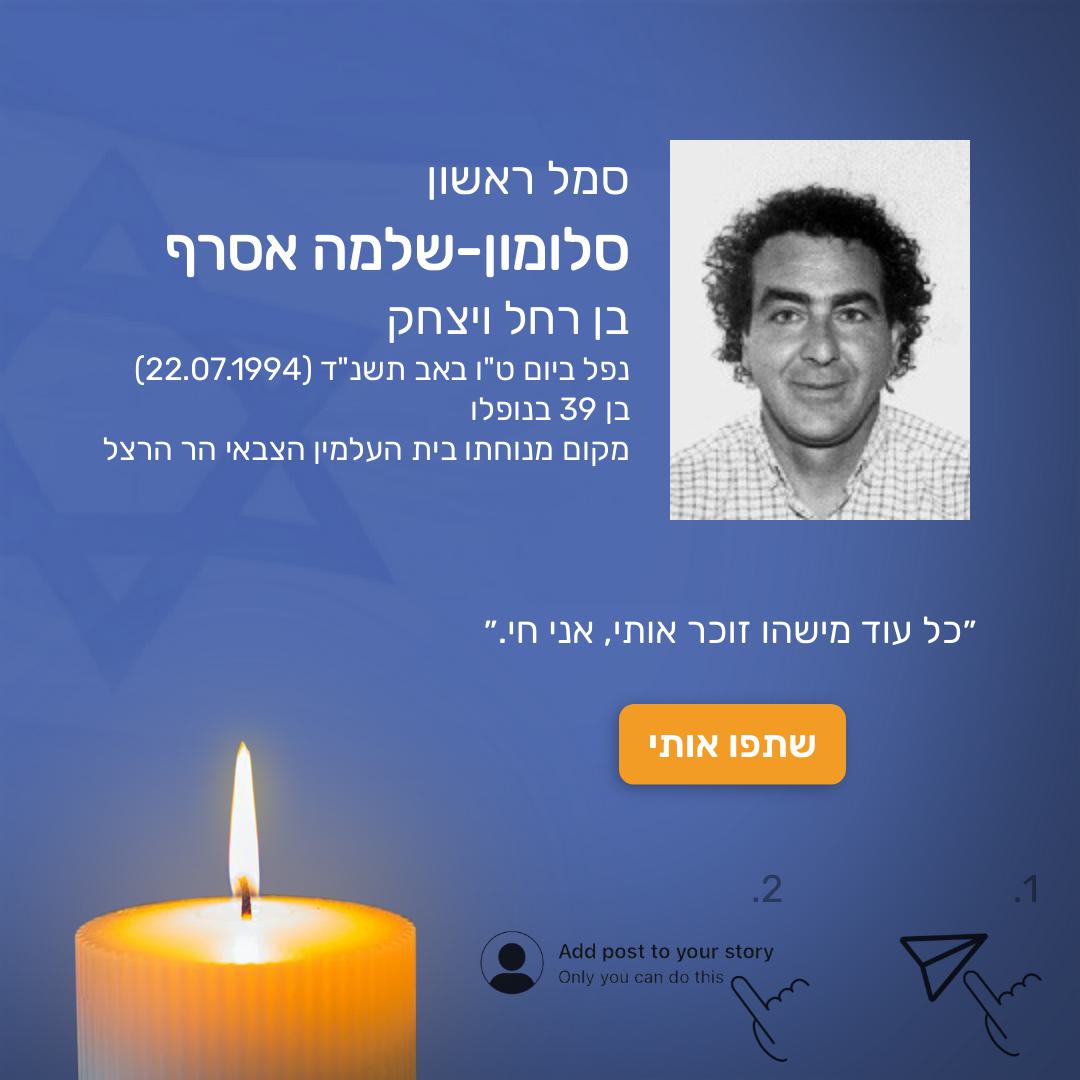 סמל ראשון
סלומון-שלמה אסרף
בן רחל ויצחק
נפל ביום ט"ו באב תשנ"ד (22.07.1994)
בן 39 בנופלו
מקום מנוחתו בית העלמין הצבאי הר הרצל
״כל עוד מישהו זוכר אותי, אני חי.״
שתפו אותי
1.
2.
Add post to your story
Only you can do this